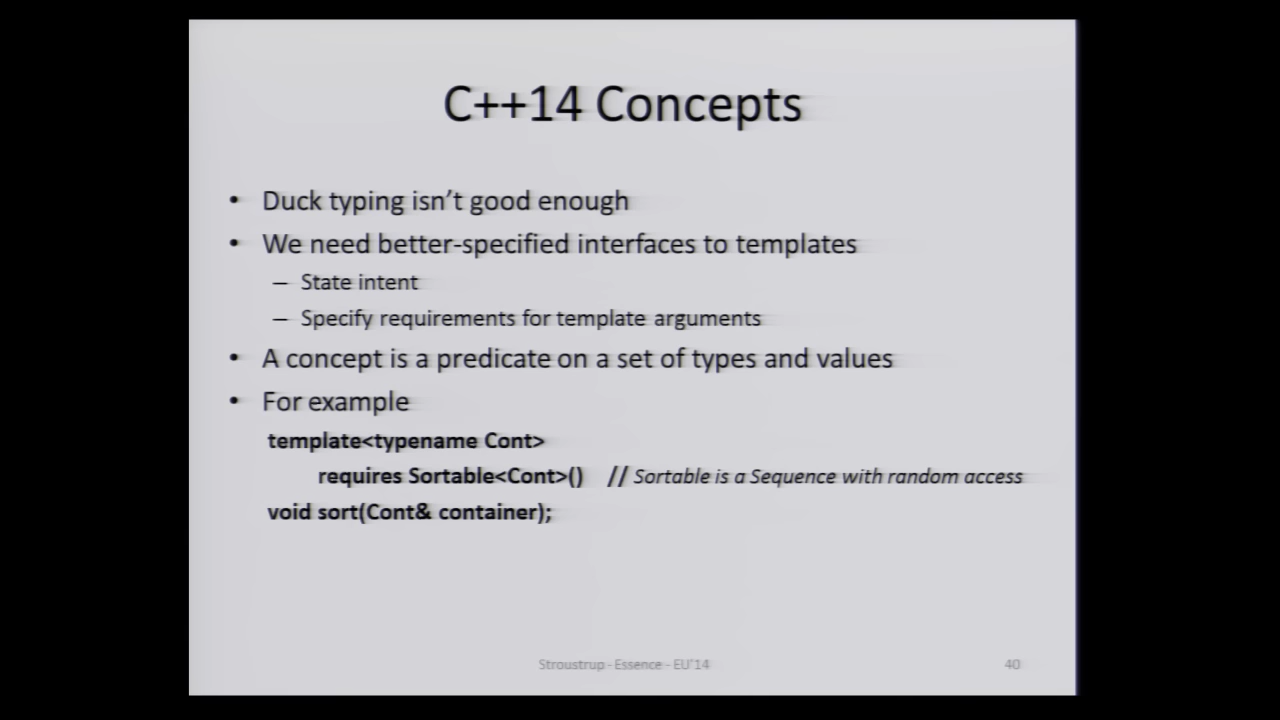 C++14 Concepts
• Duck typing isn't good enough
• We need better-specified interfaces to templates
– State intent
– Specify requirements for template arguments
• A concept is a predicate on a set of types and values
• For example
template<typename Cont>
requires Sortable<Cont>() // Sortable is a Sequence with random access
void sort(Cont& container);
Stroustrup - Essence - EU'14
40